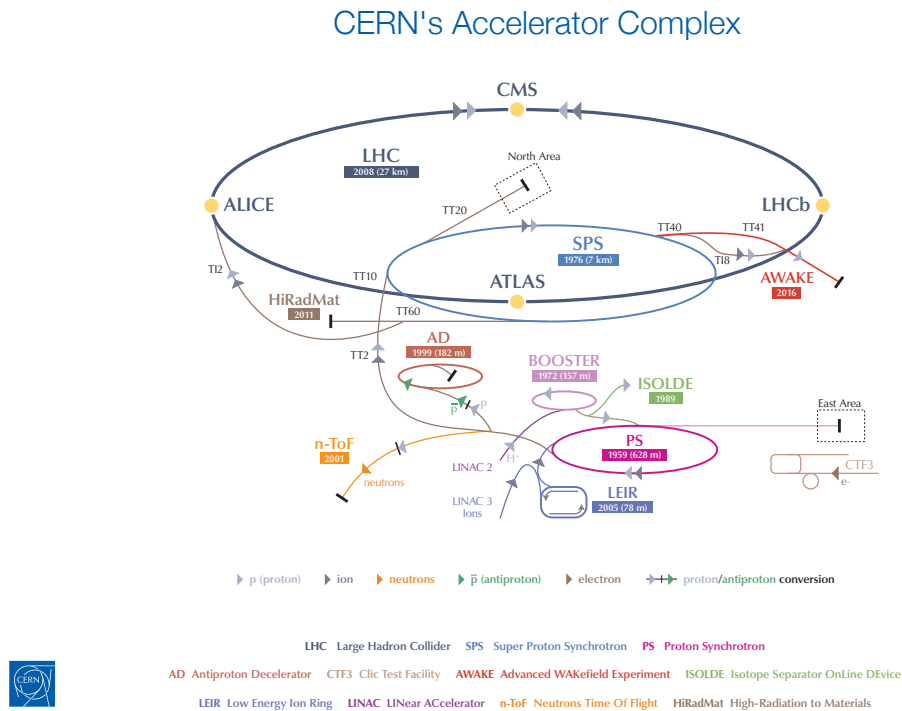 CERN's Accelerator Complex
CMS
LHC
2008 (27 km)
North Area
ALICE
LHCb
TT20
TT40
TT41
SPS
1976 (7 km)
TI8
TI2
TT10
ATLAS
AWAKE
2016
HiRadMat
2011
TT60
AD
1999 (182 m)
TT2
BOOSTER
1972 (157 m)
ISOLDE
1989
p
p̅
East Area
n-ToF
2001
PS
1959 (628 m)
H-
LINAC 2
neutrons
CTF3
e-
LEIR
2005 (78 m)
LINAC 3
Ions
p (proton) ion neutrons p̅ (antiproton) electron proton/antiproton conversion
LHC Large Hadron Collider SPS Super Proton Synchrotron PS Proton Synchrotron
AD Antiproton Decelerator CTF3 Clic Test Facility AWAKE Advanced WAKefield Experiment ISOLDE Isotope Separator OnLine DEvice
LEIR Low Energy Ion Ring LINAC LINear ACcelerator n-ToF Neutrons Time Of Flight HiRadMat High-Radiation to Materials
CERN